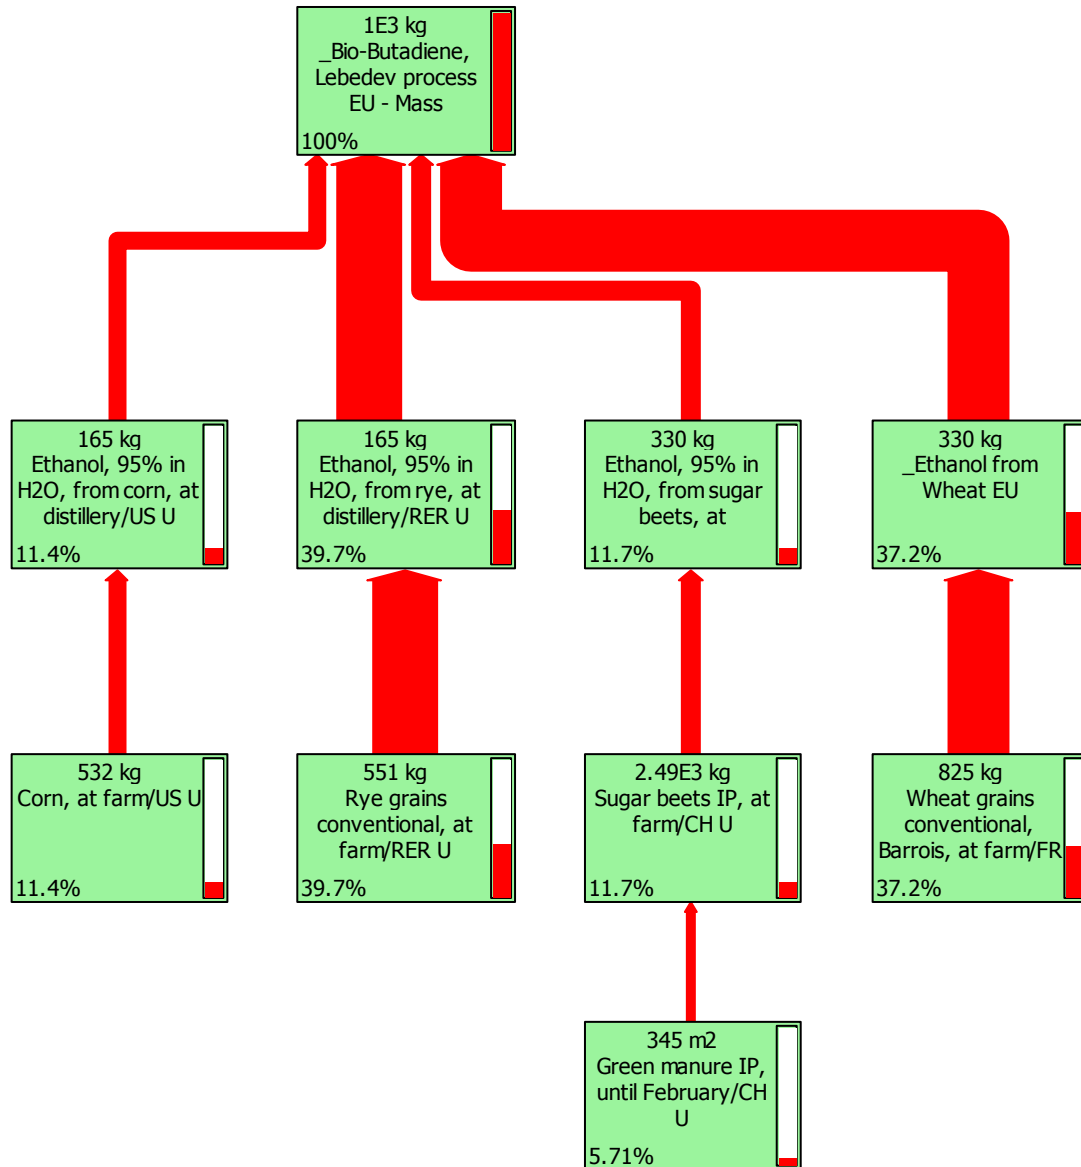 1E3 kg
_Bio-Butadiene,
Lebedev process
EU - Mass
100%
165 kg
Ethanol, 95% in
H2O, from corn, at
distillery/US U
11.4%
165 kg
Ethanol, 95% in
H2O, from rye, at
distillery/RER U
39.7%
330 kg
Ethanol, 95% in
H2O, from sugar
beets, at
11.7%
330 kg
_Ethanol from
Wheat EU
37.2%
532 kg
Corn, at farm/US U
11.4%
551 kg
Rye grains
conventional, at
farm/RER U
39.7%
2.49E3 kg
Sugar beets IP, at
farm/CH U
11.7%
825 kg
Wheat grains
conventional,
Barrois, at farm/FR
37.2%
345 m2
Green manure IP,
until February/CH
U
5.71%